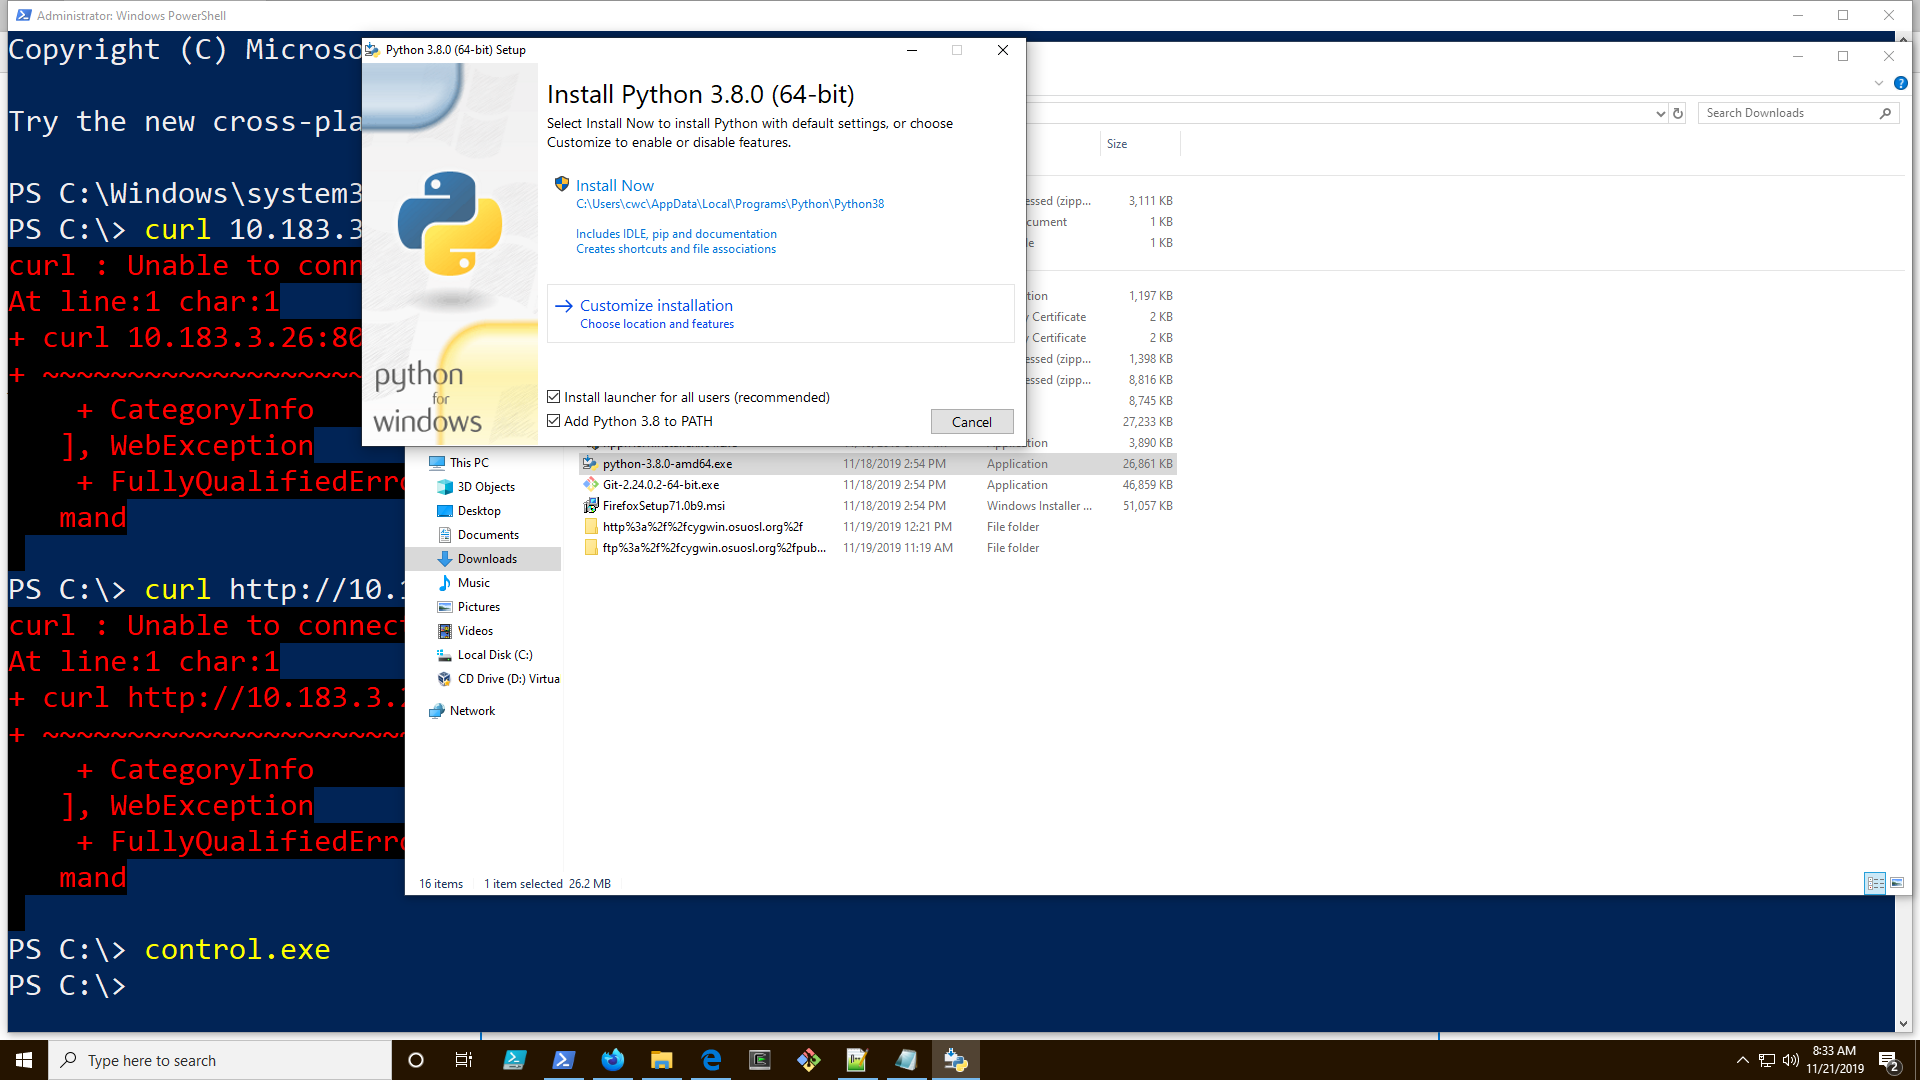 Administrator: Windows PowerShell
Copyright (C) Microso
Try the new cross-pla
PS C:\Windows\system3
PS C:\> curl 10.183.3
curl : Unable to conn
At line:1 char:1
+ curl 10.183.3.26:80
+ ~~~~~~~~~~~~~~~~~~~
+ CategoryInfo
], WebException
+ FullyQualifiedErro
mand
PS C:\> curl http://10.1
curl : Unable to connect
At line:1 char:1
+ curl http://10.183.3.2
+ ~~~~~~~~~~~~~~~~~~~~~~
+ CategoryInfo
], WebException
+ FullyQualifiedErro
mand
PS C:\> control.exe
PS C:\>
Python 3.8.0 (64-bit) Setup
Install Python 3.8.0 (64-bit)
Select Install Now to install Python with default settings, or choose
Customize to enable or disable features.
Install Now
C:\Users\cwc\AppData\Local\Programs\Python\Python38
Includes IDLE, pip and documentation
Creates shortcuts and file associations
Customize installation
Choose location and features
Install launcher for all users (recommended)
Add Python 3.8 to PATH
Cancel
python
for
windows
Search Downloads
Size
essed (zipp... 3,111 KB
cument 1 KB
le 1 KB
tion 1,197 KB
y Certificate 2 KB
y Certificate 2 KB
essed (zipp... 1,398 KB
essed (zipp... 8,816 KB
8,745 KB
27,233 KB
tion 3,890 KB
python-3.8.0-amd64.exe 11/18/2019 2:54 PM Application 26,861 KB
Git-2.24.0.2-64-bit.exe 11/18/2019 2:54 PM Application 46,859 KB
FirefoxSetup71.0b9.msi 11/18/2019 2:54 PM Windows Installer ... 51,057 KB
http%3a%2f%2fcygwin.osuosl.org%2f 11/19/2019 12:21 PM File folder
ftp%3a%2f%2fcygwin.osuosl.org%2fpub... 11/19/2019 11:19 AM File folder
This PC
3D Objects
Desktop
Documents
Downloads
Music
Pictures
Videos
Local Disk (C:)
CD Drive (D:) Virtua
Network
16 items 1 item selected 26.2 MB
Type here to search
8:33 AM
11/21/2019
2